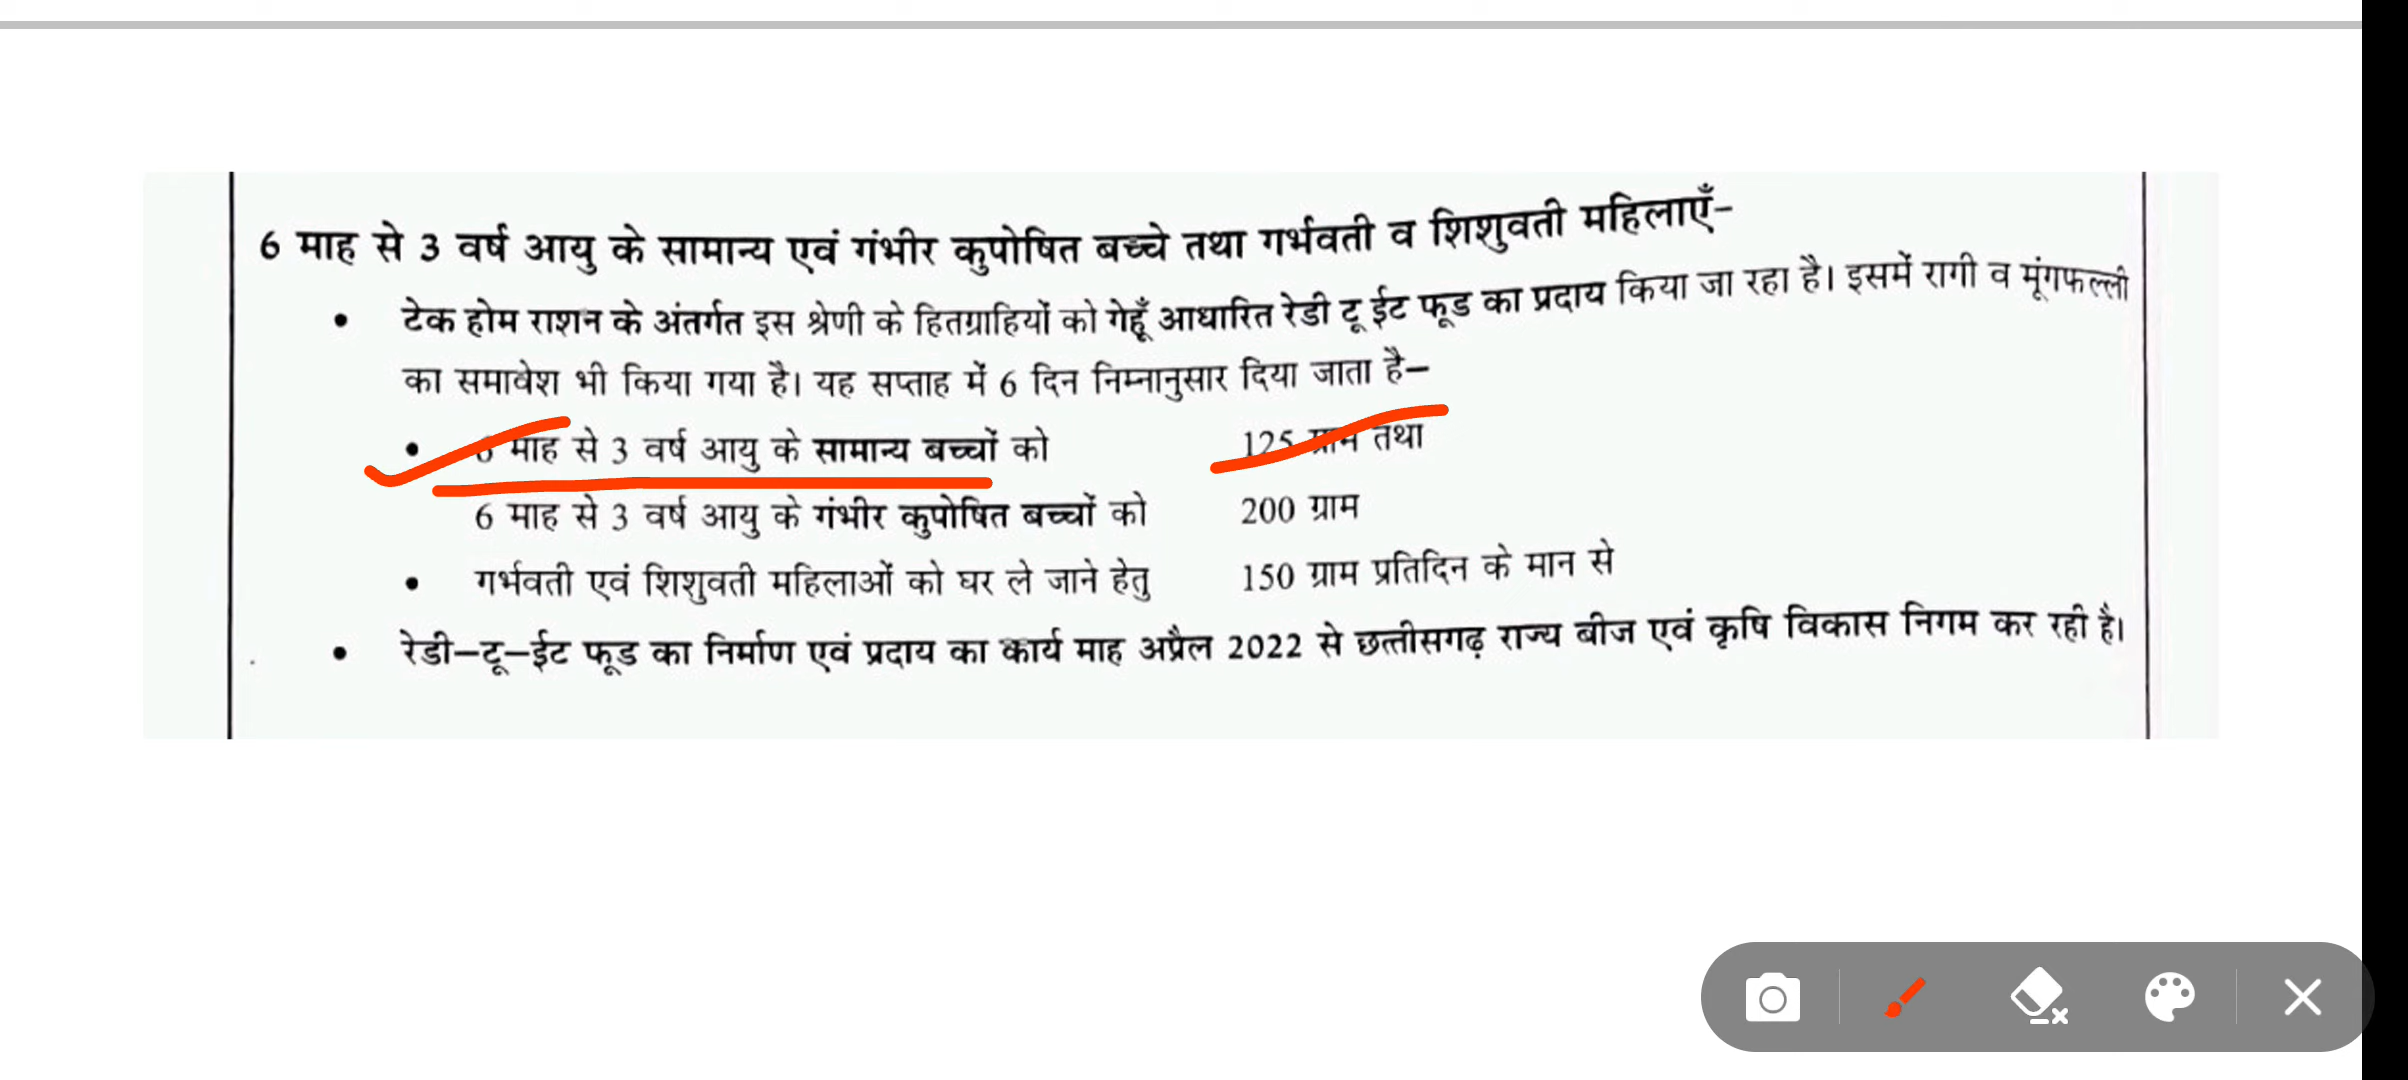 6 माह से 3 वर्ष आयु के सामान्य एवं गंभीर कुपोषित बच्चे तथा गर्भवती व शिशुवती महिलाएँ–
• टेक होम राशन के अंतर्गत इस श्रेणी के हितग्राहियों को गेहूँ आधारित रेडी टू ईट फूड का प्रदाय किया जा रहा है। इसमें रागी व मूंगफल्ली
का समावेश भी किया गया है। यह सप्ताह में 6 दिन निम्नानुसार दिया जाता है–
• 6 माह से 3 वर्ष आयु के सामान्य बच्चों को 125 ग्राम तथा
6 माह से 3 वर्ष आयु के गंभीर कुपोषित बच्चों को 200 ग्राम
• गर्भवती एवं शिशुवती महिलाओं को घर ले जाने हेतु 150 ग्राम प्रतिदिन के मान से
• रेडी–टू–ईट फूड का निर्माण एवं प्रदाय का कार्य माह अप्रैल 2022 से छत्तीसगढ़ राज्य बीज एवं कृषि विकास निगम कर रही है।